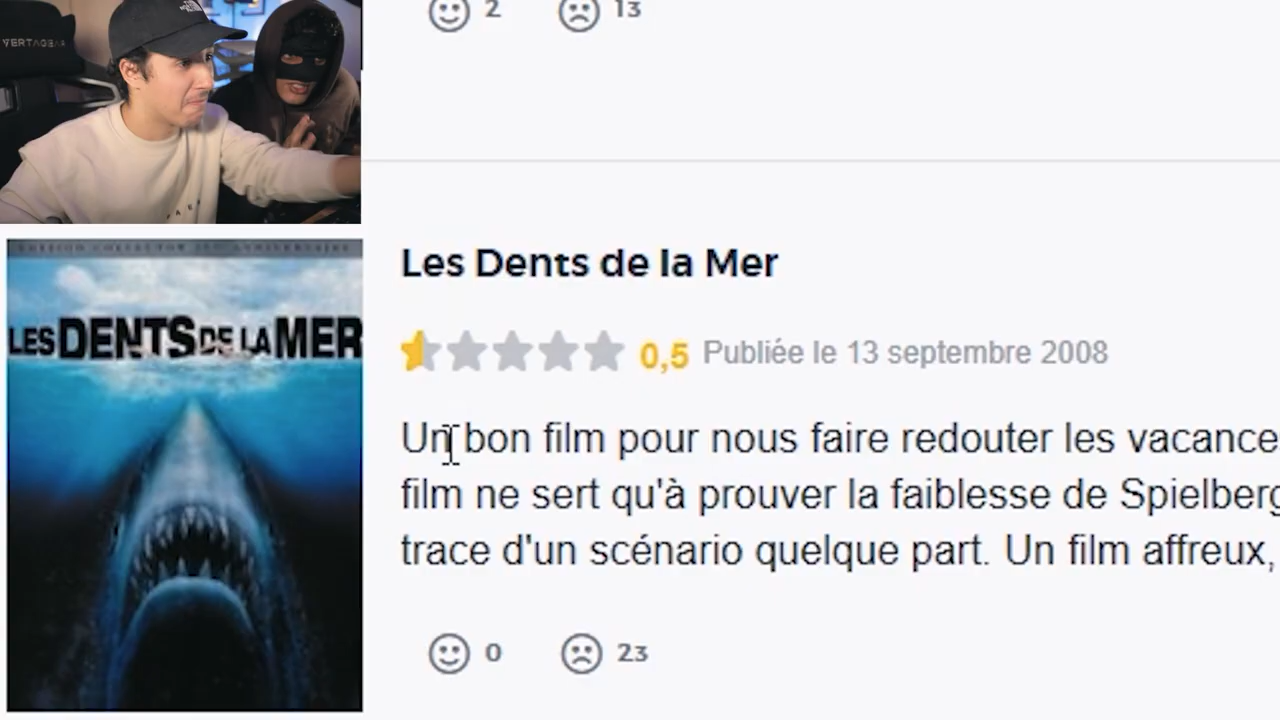 2 13
VERTAGEAR
Les Dents de la Mer
LES DENTS DE LA MER
0,5 Publiée le 13 septembre 2008
Un bon film pour nous faire redouter les vacance
film ne sert qu'à prouver la faiblesse de Spielberg
trace d'un scénario quelque part. Un film affreux,
0 23